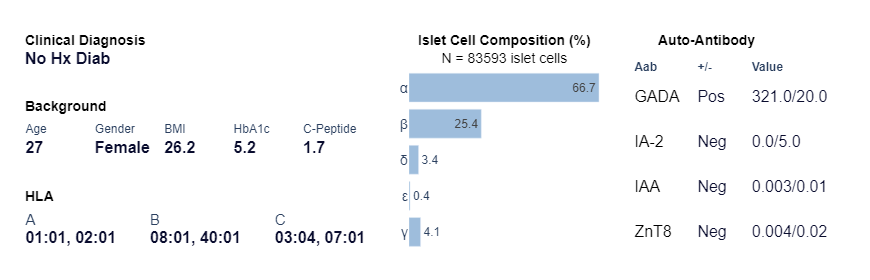 Clinical Diagnosis
No Hx Diab
Background
Age Gender BMI HbA1c C-Peptide
27 Female 26.2 5.2 1.7
HLA
A B C
01:01, 02:01 08:01, 40:01 03:04, 07:01
Islet Cell Composition (%)
N = 83593 islet cells
α 66.7
β 25.4
δ 3.4
ε 0.4
γ 4.1
Auto-Antibody
Aab +/- Value
GADA Pos 321.0/20.0
IA-2 Neg 0.0/5.0
IAA Neg 0.003/0.01
ZnT8 Neg 0.004/0.02